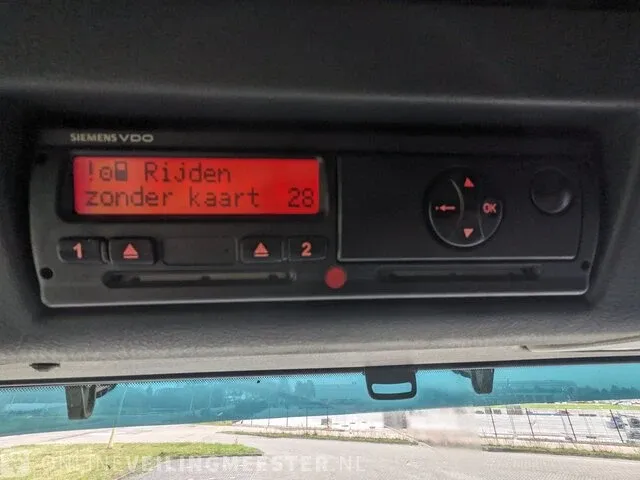 SIEMENS VDO
! Rijden
zonder kaart 28
1
2
OK
ONLINEVEILINGMEESTER.NL